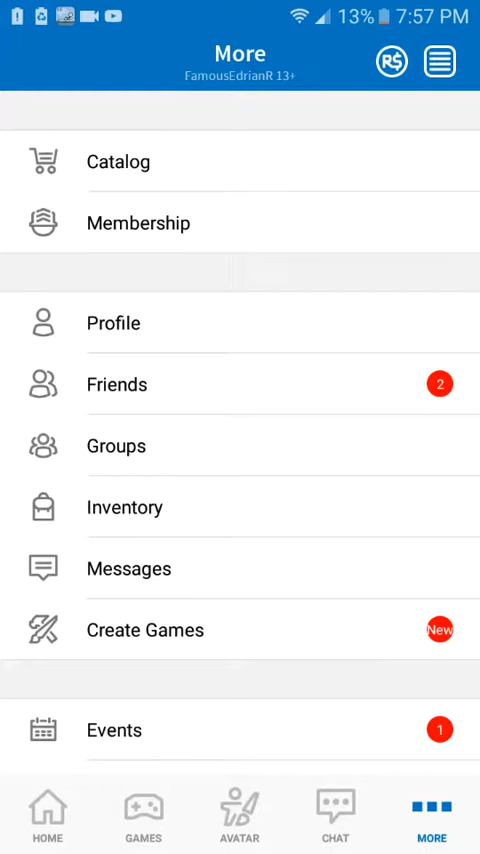 13% 7:57 PM
More
FamousEdrianR 13+
R$
Catalog
Membership
Profile
Friends 2
Groups
Inventory
Messages
Create Games New
Events 1
HOME GAMES AVATAR CHAT MORE